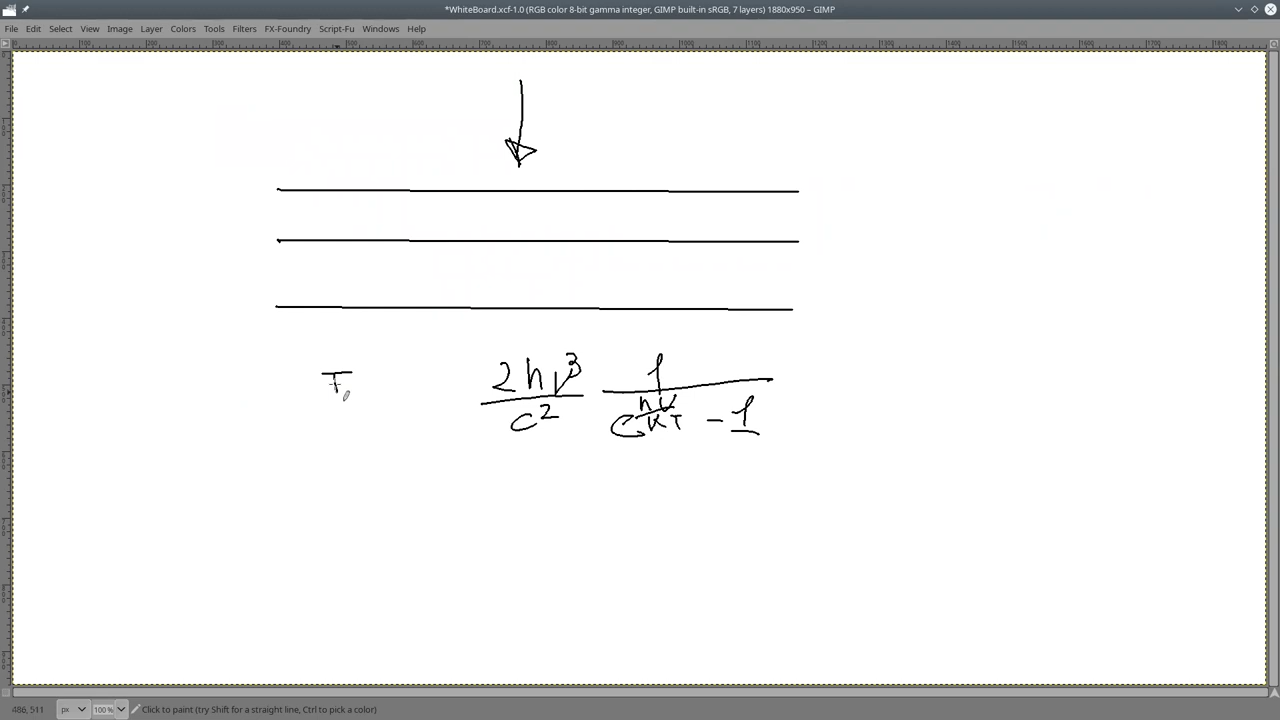 *WhiteBoard.xcf-1.0 (RGB color 8-bit gamma integer, GIMP built-in sRGB, 7 layers) 1880x950 – GIMP
File Edit Select View Image Layer Colors Tools Filters FX-Foundry Script-Fu Windows Help
2hν³ 1
c² e^(hν/KT) - 1
486, 511 px 100% Click to paint (try Shift for a straight line, Ctrl to pick a color)